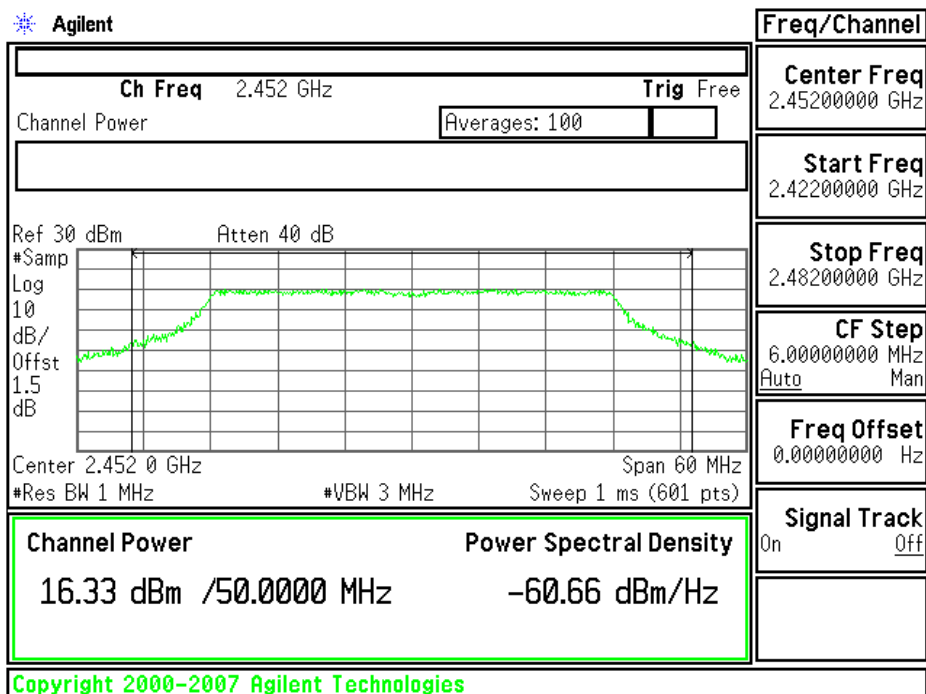 Agilent
Freq/Channel
Ch Freq 2.452 GHz Trig Free
Channel Power Averages: 100
Ref 30 dBm Atten 40 dB
#Samp
Log
10
dB/
Offst
1.5
dB
Center 2.452 0 GHz Span 60 MHz
#Res BW 1 MHz #VBW 3 MHz Sweep 1 ms (601 pts)
Channel Power Power Spectral Density
16.33 dBm /50.0000 MHz -60.66 dBm/Hz
Copyright 2000-2007 Agilent Technologies
Center Freq
2.45200000 GHz
Start Freq
2.42200000 GHz
Stop Freq
2.48200000 GHz
CF Step
6.00000000 MHz
Auto Man
Freq Offset
0.00000000 Hz
Signal Track
On Off